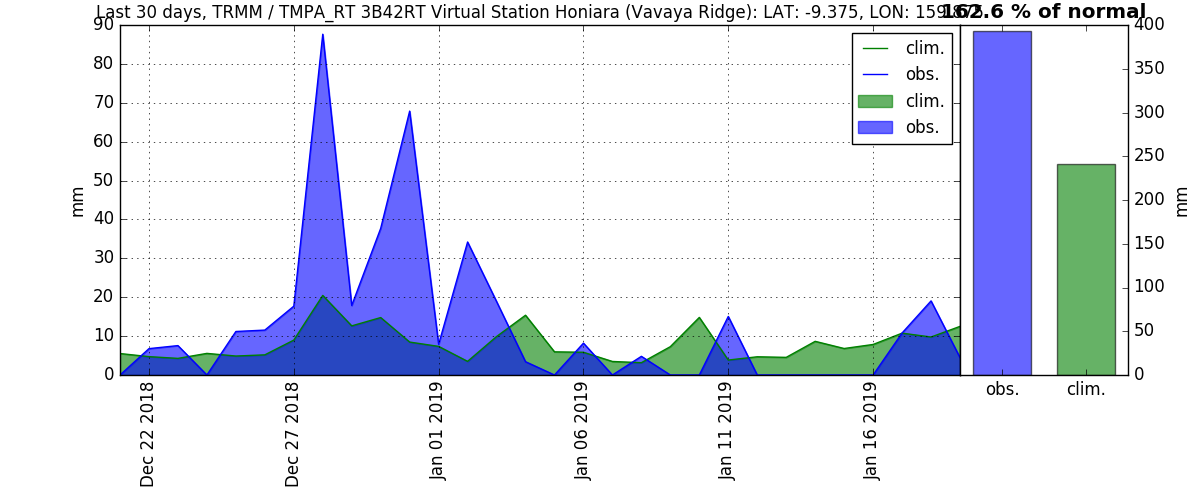 Last 30 days, TRMM / TMPA_RT 3B42RT Virtual Station Honiara (Vavaya Ridge): LAT: -9.375, LON:
162.6 % of normal
90
80
70
60
50
40
30
20
10
0
mm
clim.
obs.
clim.
obs.
Dec 22 2018
Dec 27 2018
Jan 01 2019
Jan 06 2019
Jan 11 2019
Jan 16 2019
400
350
300
250
200
150
100
50
0
mm
obs.
clim.